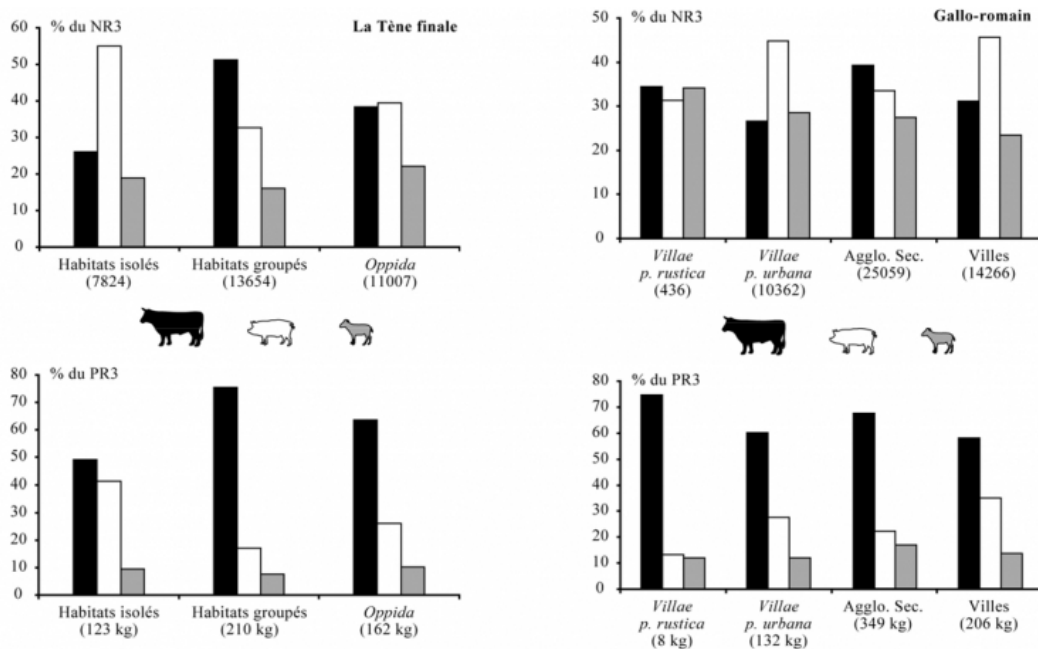 % du NR3
La Tène finale
60
50
40
30
20
10
0
Habitats isolés
(7824)
Habitats groupés
(13654)
Oppida
(11007)
% du NR3
Gallo-romain
50
40
30
20
10
0
Villae
p. rustica
(436)
Villae
p. urbana
(10362)
Agglo. Sec.
(25059)
Villes
(14266)
% du PR3
80
70
60
50
40
30
20
10
0
Habitats isolés
(123 kg)
Habitats groupés
(210 kg)
Oppida
(162 kg)
% du PR3
80
70
60
50
40
30
20
10
0
Villae
p. rustica
(8 kg)
Villae
p. urbana
(132 kg)
Agglo. Sec.
(349 kg)
Villes
(206 kg)